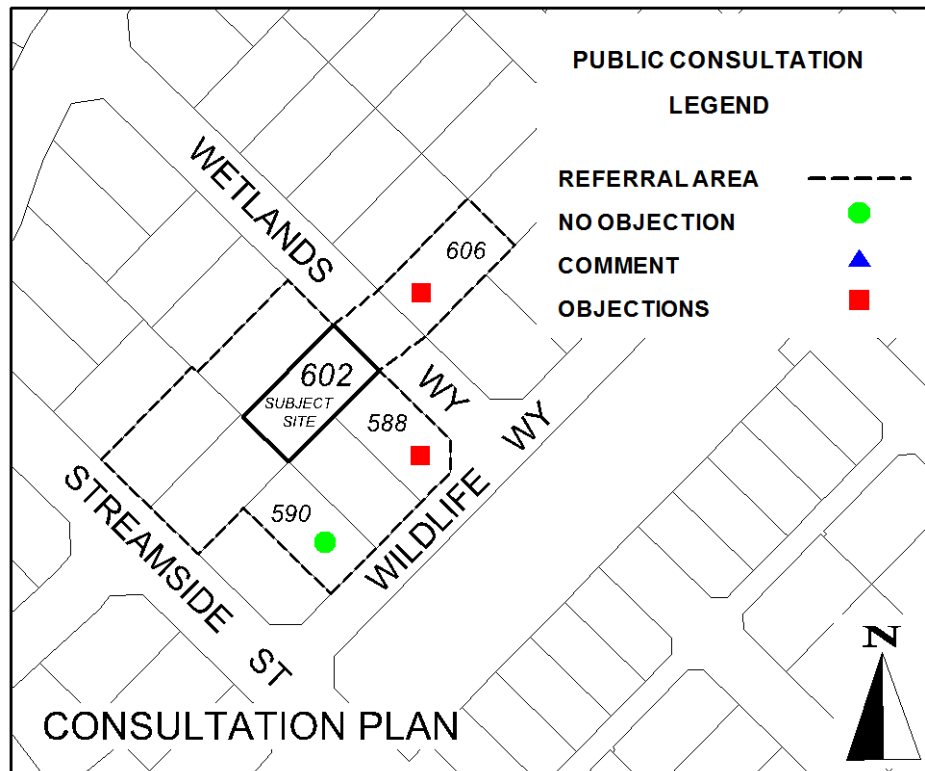 PUBLIC CONSULTATION
LEGEND
REFERRAL AREA
NO OBJECTION
COMMENT
OBJECTIONS
WETLANDS WY
606
602
SUBJECT
SITE
588
590
WILDLIFE WY
STREAMSIDE ST
N
CONSULTATION PLAN